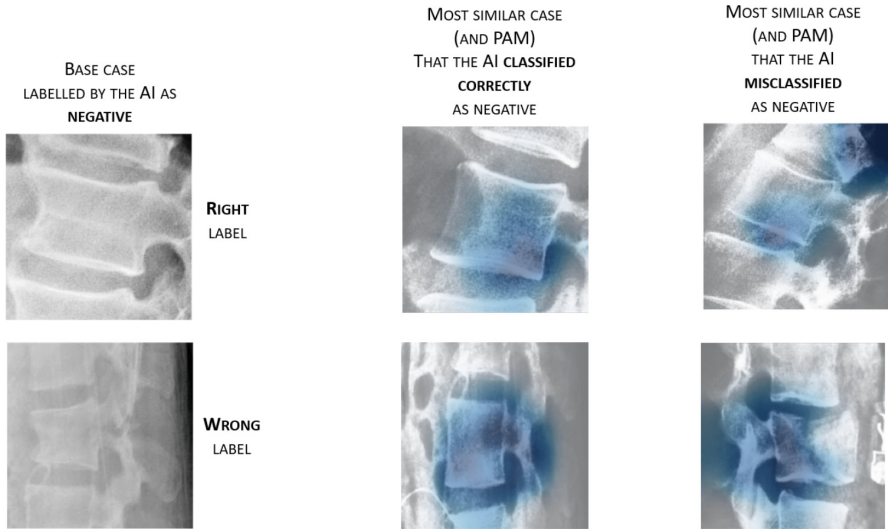 BASE CASE
LABELLED BY THE AI AS
NEGATIVE
MOST SIMILAR CASE
(AND PAM)
THAT THE AI CLASSIFIED
CORRECTLY
AS NEGATIVE
MOST SIMILAR CASE
(AND PAM)
THAT THE AI
MISCLASSIFIED
AS NEGATIVE
RIGHT
LABEL
WRONG
LABEL